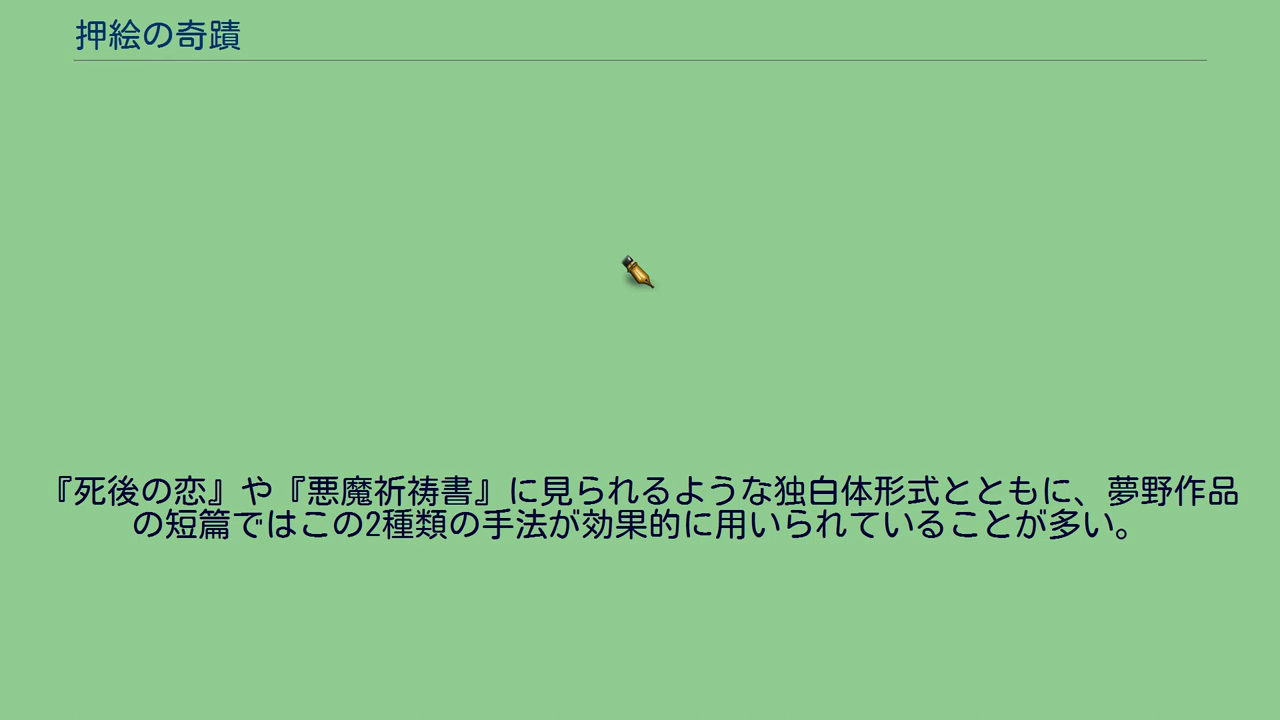 押絵の奇蹟
『死後の恋』や『悪魔祈祷書』に見られるような独白体形式とともに、夢野作品
の短篇ではこの2種類の手法が効果的に用いられていることが多い。